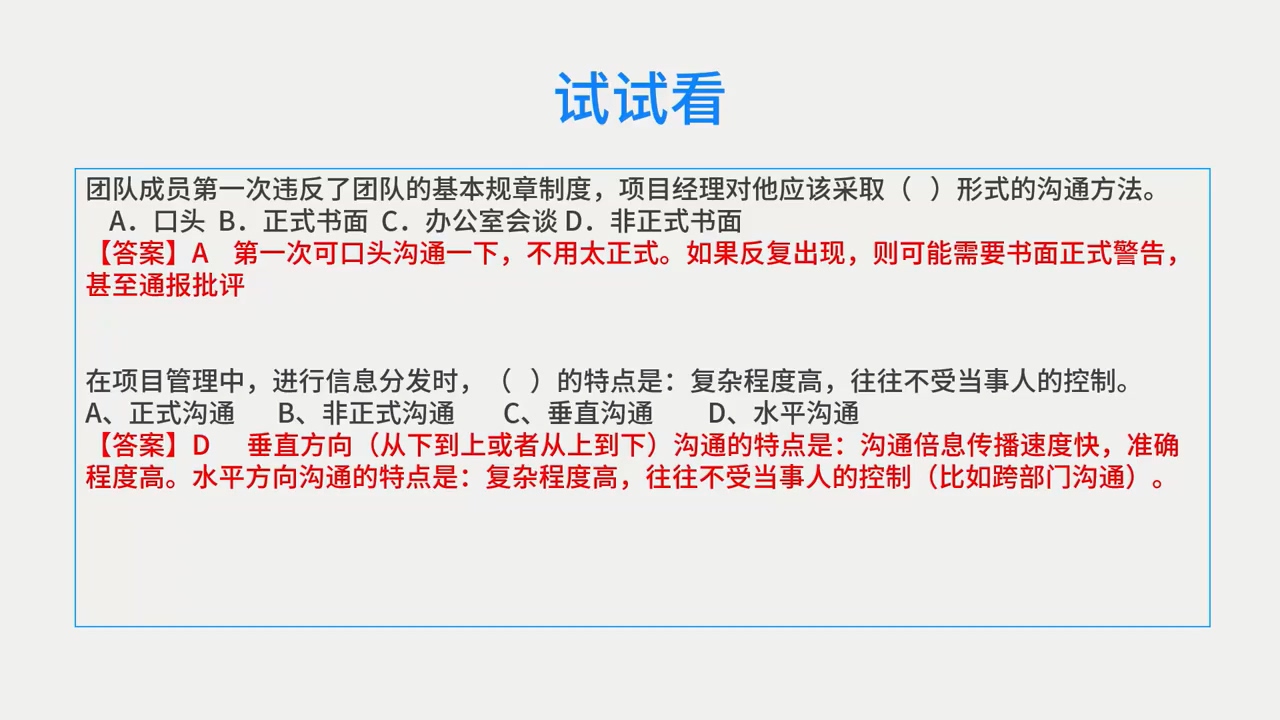 试试看
团队成员第一次违反了团队的基本规章制度，项目经理对他应该采取（  ）形式的沟通方法。
A．口头 B．正式书面 C．办公室会谈 D．非正式书面
【答案】A  第一次可口头沟通一下，不用太正式。如果反复出现，则可能需要书面正式警告，
甚至通报批评
在项目管理中，进行信息分发时，（  ）的特点是：复杂程度高，往往不受当事人的控制。
A、正式沟通  B、非正式沟通  C、垂直沟通  D、水平沟通
【答案】D  垂直方向（从下到上或者从上到下）沟通的特点是：沟通倍息传播速度快，准确
程度高。水平方向沟通的特点是：复杂程度高，往往不受当事人的控制（比如跨部门沟通）。